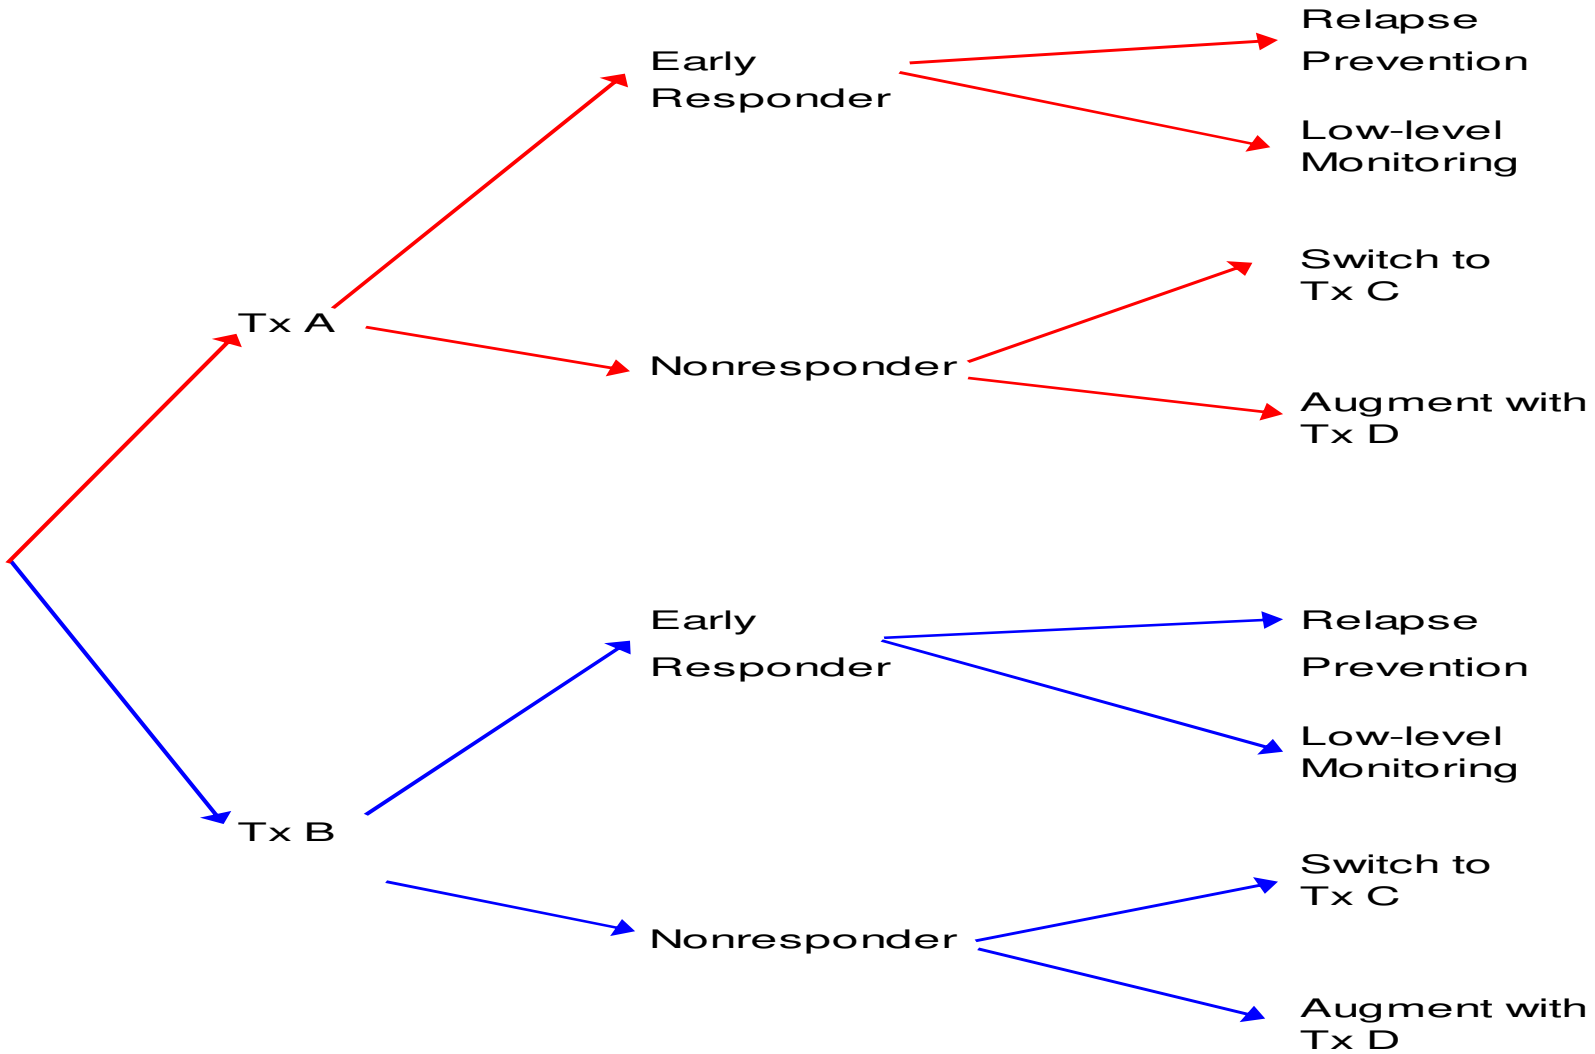 Relapse
Prevention
Early
Responder
Low-level
Monitoring
Switch to
Tx C
Tx A
Nonresponder
Augment with
Tx D
Early
Responder
Relapse
Prevention
Low-level
Monitoring
Tx B
Switch to
Tx C
Nonresponder
Augment with
Tx D